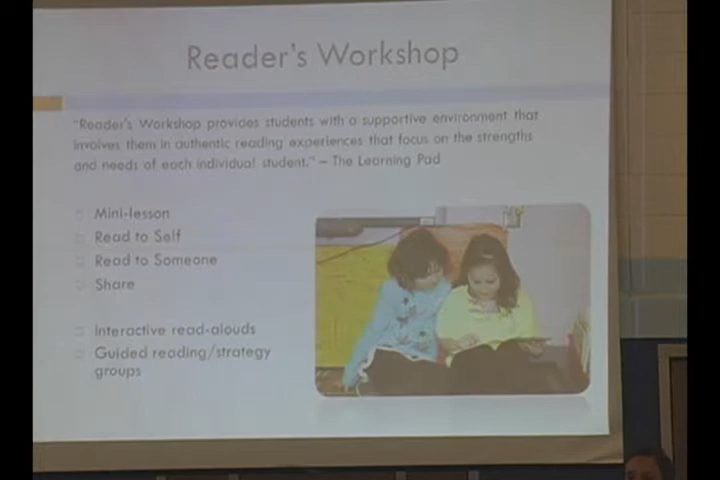 Reader's Workshop
"Reader's Workshop provides students with a supportive environment that
involves them in authentic reading experiences that focus on the strengths
and needs of each individual student." – The Learning Pad
Mini-lesson
Read to Self
Read to Someone
Share
Interactive read-alouds
Guided reading/strategy
groups